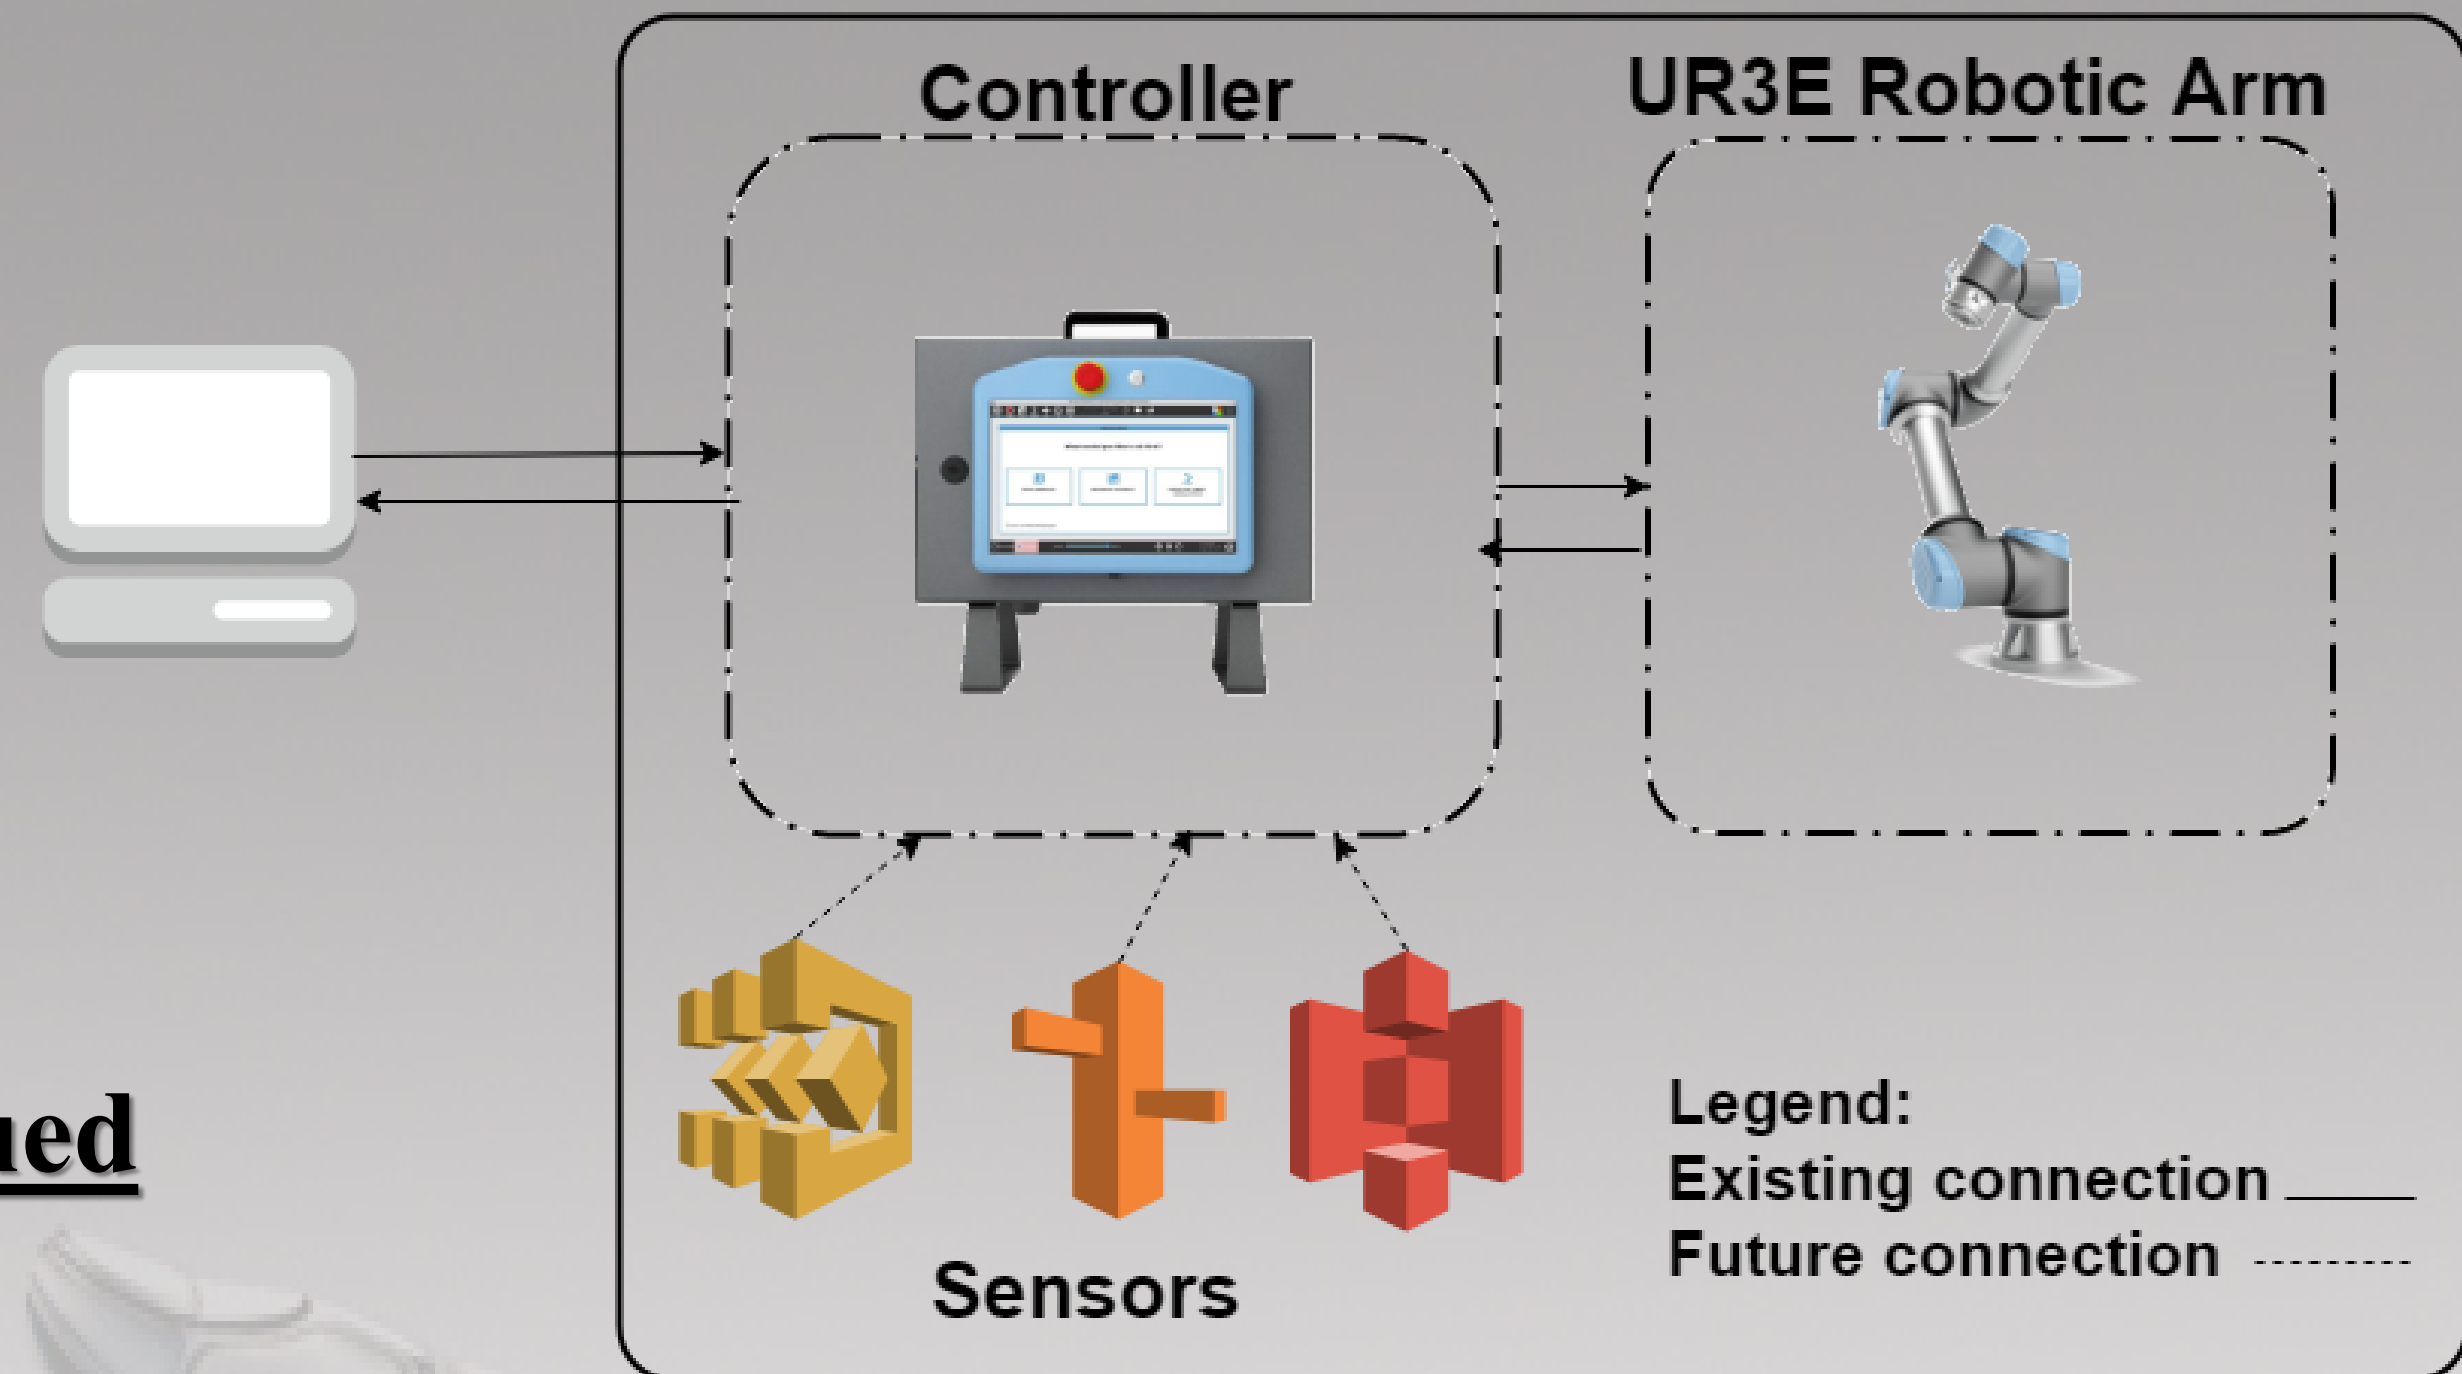 Controller
UR3E Robotic Arm
ued
Sensors
Legend:
Existing connection
Future connection